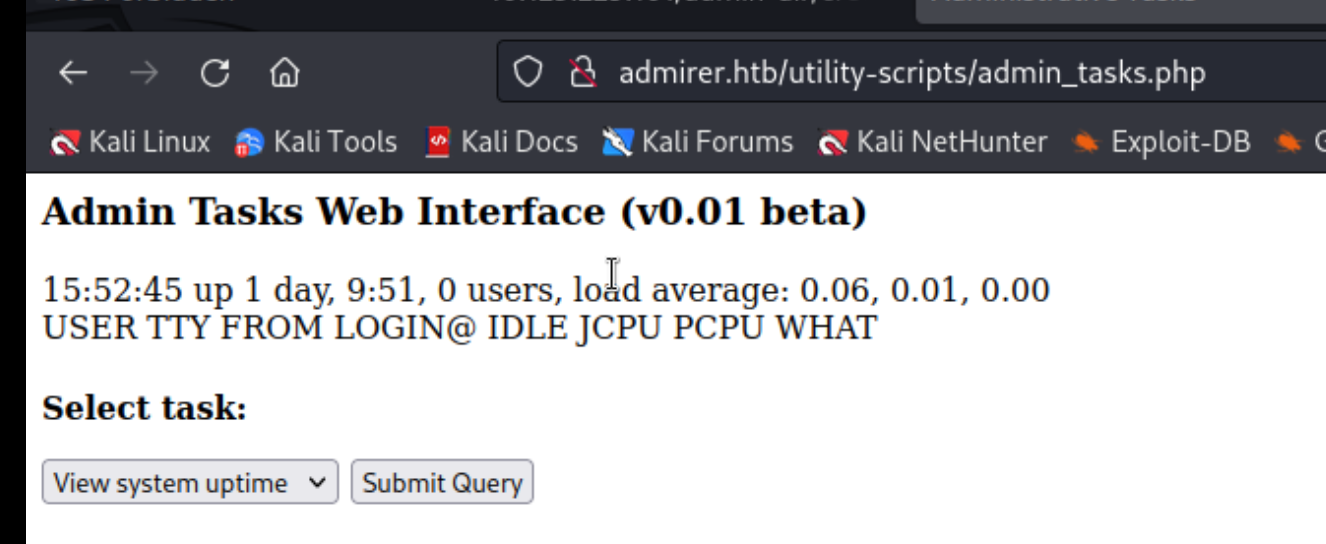 admirer.htb/utility-scripts/admin_tasks.php
Kali Linux Kali Tools Kali Docs Kali Forums Kali NetHunter Exploit-DB
Admin Tasks Web Interface (v0.01 beta)
15:52:45 up 1 day, 9:51, 0 users, load average: 0.06, 0.01, 0.00
USER TTY FROM LOGIN@ IDLE JCPU PCPU WHAT
Select task:
View system uptime Submit Query